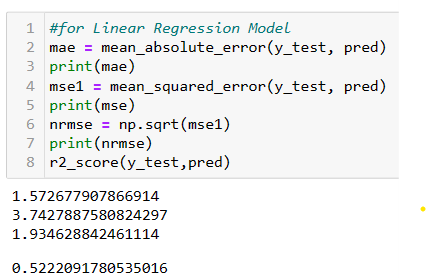 1 #for Linear Regression Model
2 mae = mean_absolute_error(y_test, pred)
3 print(mae)
4 mse1 = mean_squared_error(y_test, pred)
5 print(mse)
6 nrmse = np.sqrt(mse1)
7 print(nrmse)
8 r2_score(y_test,pred)
1.572677907866914
3.7427887580824297
1.934628842461114
0.5222091780535016